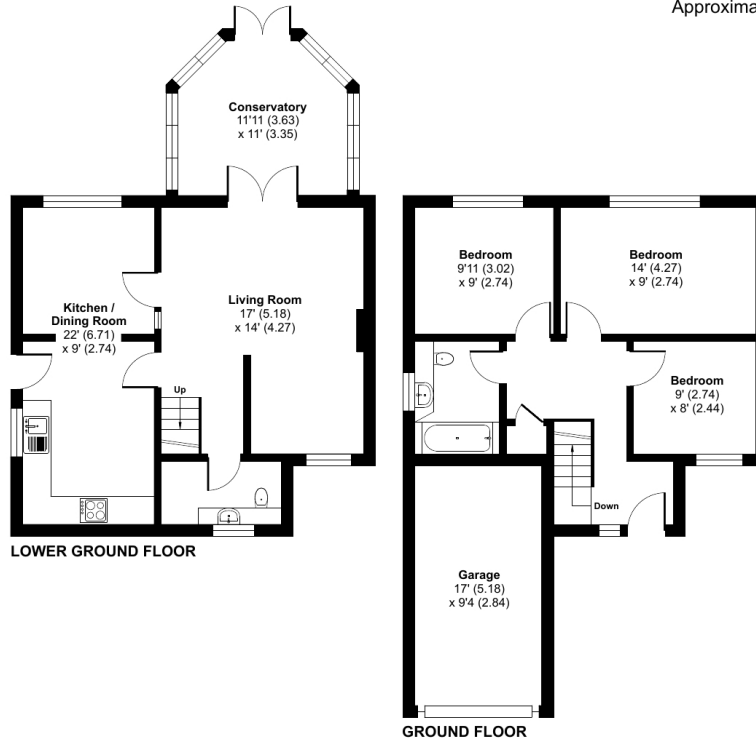 Approxima
Conservatory
11'11 (3.63)
x 11' (3.35)
Kitchen /
Dining Room
22' (6.71)
x 9' (2.74)
Living Room
17' (5.18)
x 14' (4.27)
Up
LOWER GROUND FLOOR
Bedroom
9'11 (3.02)
x 9' (2.74)
Bedroom
14' (4.27)
x 9' (2.74)
Bedroom
9' (2.74)
x 8' (2.44)
Down
Garage
17' (5.18)
x 9'4 (2.84)
GROUND FLOOR